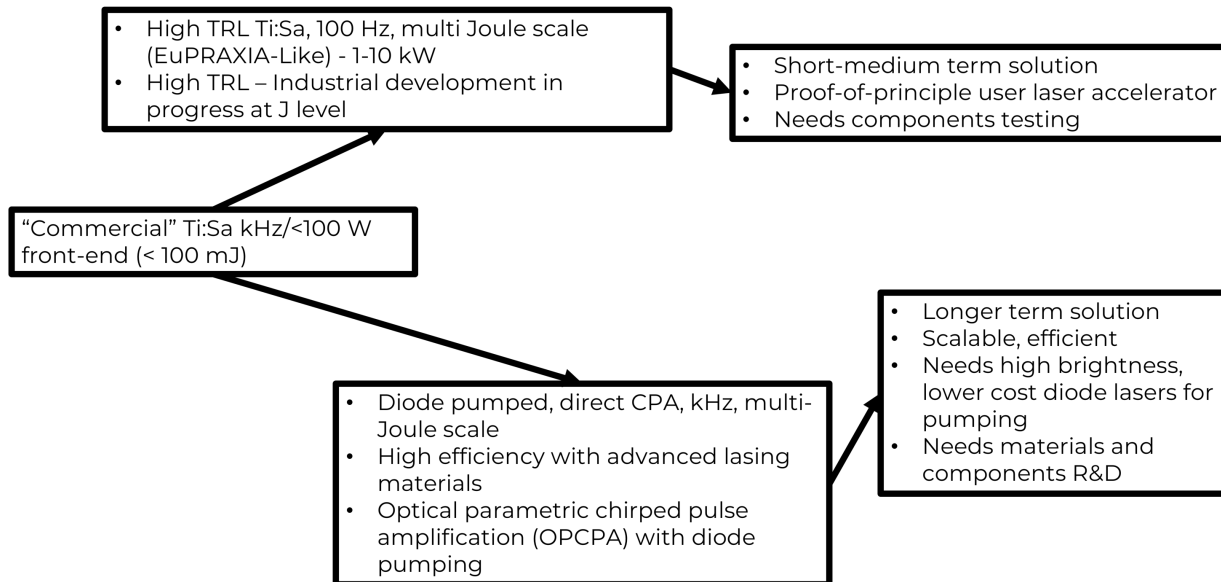 • High TRL Ti:Sa, 100 Hz, multi Joule scale
(EuPRAXIA-Like) - 1-10 kW
• High TRL – Industrial development in
progress at J level
• Short-medium term solution
• Proof-of-principle user laser accelerator
• Needs components testing
“Commercial” Ti:Sa kHz/<100 W
front-end (< 100 mJ)
• Diode pumped, direct CPA, kHz, multi-
Joule scale
• High efficiency with advanced lasing
materials
• Optical parametric chirped pulse
amplification (OPCPA) with diode
pumping
• Longer term solution
• Scalable, efficient
• Needs high brightness,
lower cost diode lasers for
pumping
• Needs materials and
components R&D